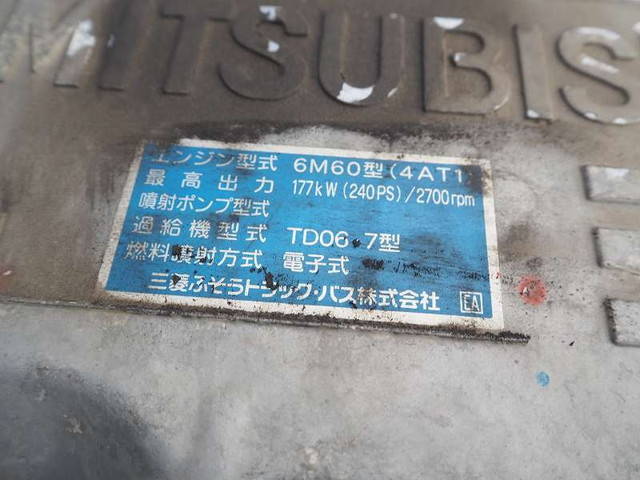 MITSUBIS
エンジン型式 6M60型(4AT1
最高出力 177kW(240PS)/2700rpm
噴射ポンプ型式
過給機型式 TD06・7型
燃料噴射方式 電子式
三菱ふそうトラック・バス株式会社 EA